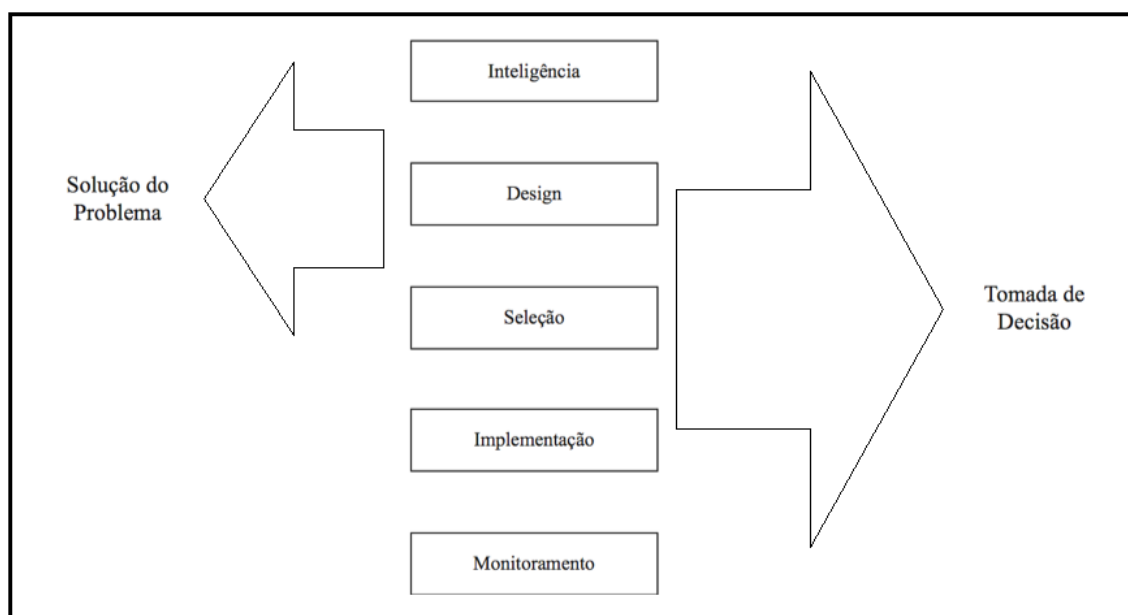 Inteligência
Solução do
Problema
Design
Seleção
Tomada de
Decisão
Implementação
Monitoramento